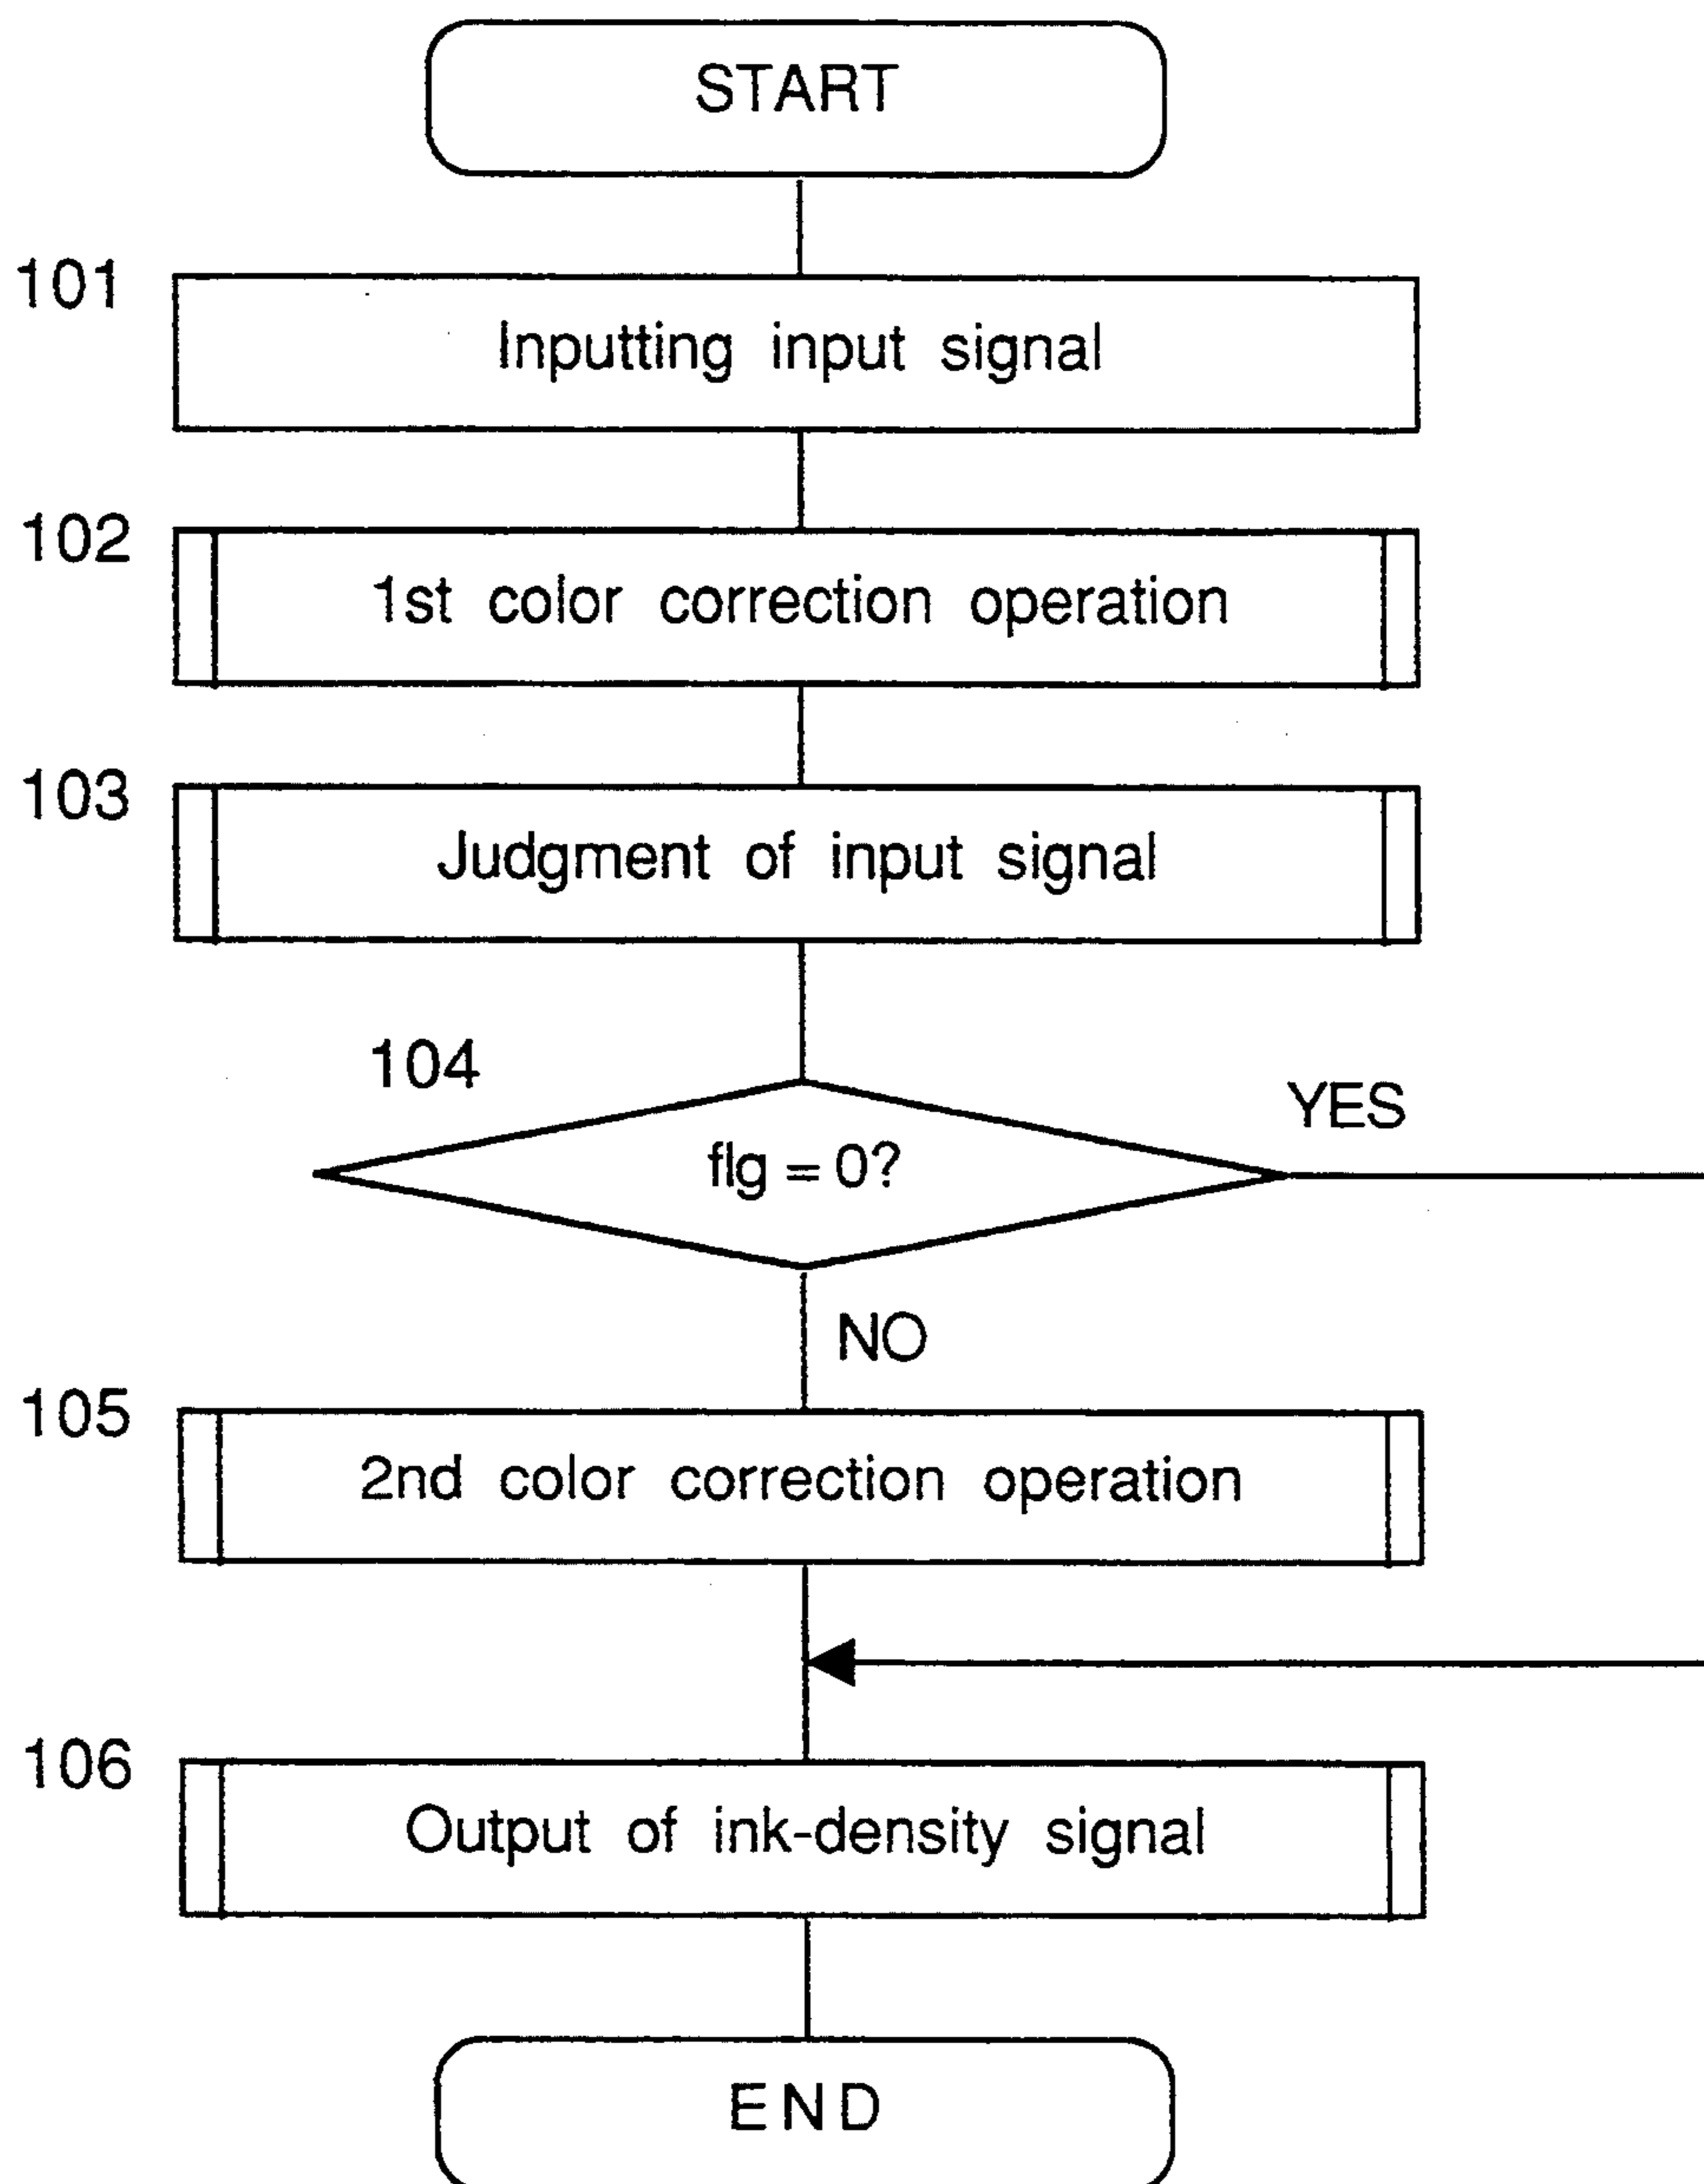 START
101
Inputting input signal
102
1st color correction operation
103
Judgment of input signal
104
YES
flg = 0?
NO
105
2nd color correction operation
106
Output of ink-density signal
END